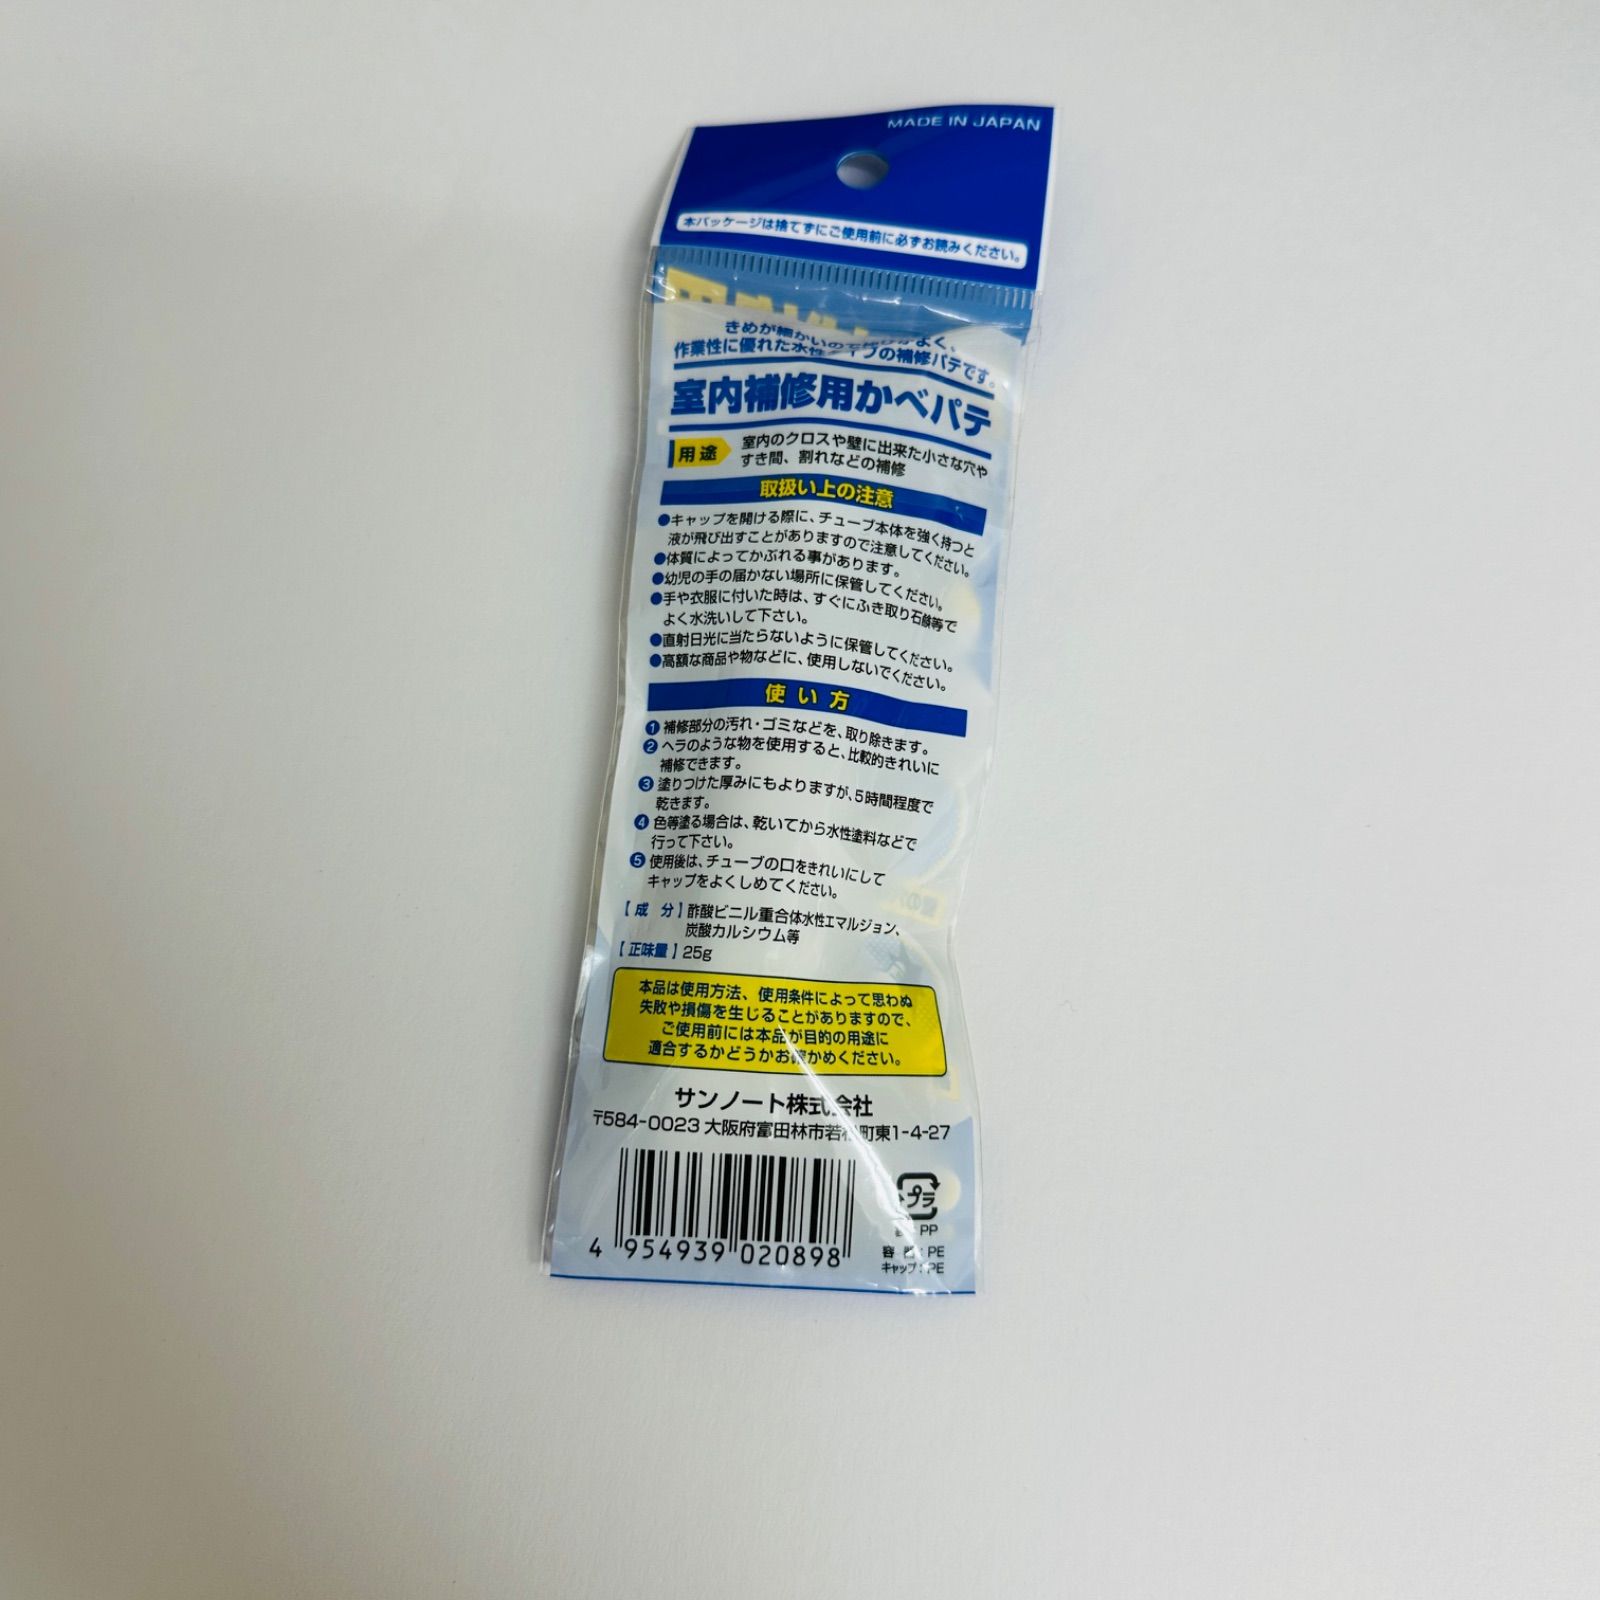 MADE IN JAPAN
本パッケージは捨てずにご使用前に必ずお読みください。
きめが細かいので伸びがよく、
作業性に優れた水性タイプの補修パテです。
室内補修用かべパテ
用途
室内のクロスや壁に出来た小さな穴や
すき間、割れなどの補修
取扱い上の注意
●キャップを開ける際に、チューブ本体を強く持つと
液が飛び出すことがありますので注意してください。
●体質によってかぶれる事があります。
●幼児の手の届かない場所に保管してください。
●手や衣服に付いた時は、すぐにふき取り石鹸等で
よく水洗いして下さい。
●直射日光に当たらないように保管してください。
●高額な商品や物などに、使用しないでください。
使い方
❶補修部分の汚れ・ゴミなどを、取り除きます。
❷ヘラのような物を使用すると、比較的きれいに
補修できます。
❸塗りつけた厚みにもよりますが、5時間程度で
乾きます。
❹色等塗る場合は、乾いてから水性塗料などで
行って下さい。
❺使用後は、チューブの口をきれいにして
キャップをよくしめてください。
【成 分】酢酸ビニル重合体水性エマルジョン、
炭酸カルシウム等
【正味量】25g
本品は使用方法、使用条件によって思わぬ
失敗や損傷を生じることがありますので、
ご使用前には本品が目的の用途に
適合するかどうかお確かめください。
サンノート株式会社
〒584-0023 大阪府富田林市若松町東1-4-27
4 954939 020898
プラ
PP
容器:PE
キャップ:PE